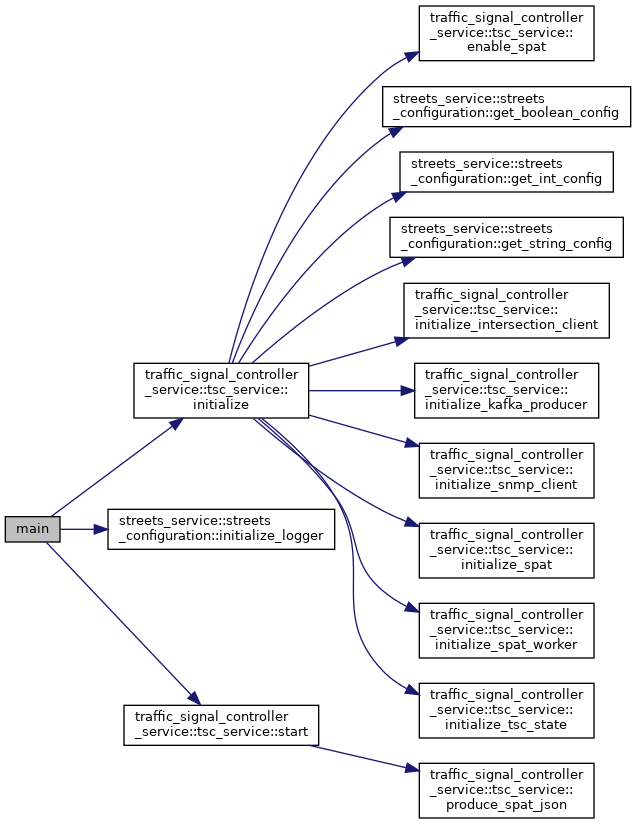 traffic_signal_controller
_service::tsc_service::
enable_spat
streets_service::streets
_configuration::get_boolean_config
streets_service::streets
_configuration::get_int_config
streets_service::streets
_configuration::get_string_config
traffic_signal_controller
_service::tsc_service::
initialize_intersection_client
traffic_signal_controller
_service::tsc_service::
initialize
traffic_signal_controller
_service::tsc_service::
initialize_kafka_producer
traffic_signal_controller
_service::tsc_service::
initialize_snmp_client
main
streets_service::streets
_configuration::initialize_logger
traffic_signal_controller
_service::tsc_service::
initialize_spat
traffic_signal_controller
_service::tsc_service::
initialize_spat_worker
traffic_signal_controller
_service::tsc_service::
initialize_tsc_state
traffic_signal_controller
_service::tsc_service::start
traffic_signal_controller
_service::tsc_service::
produce_spat_json